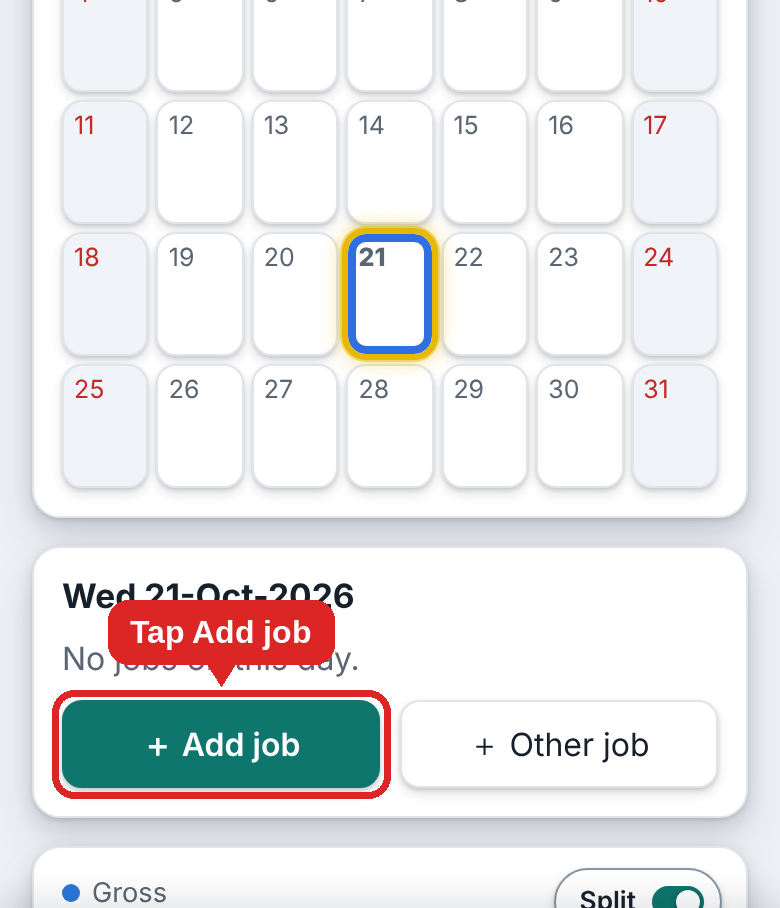 11 12 13 14 15 16 17
18 19 20 21 22 23 24
25 26 27 28 29 30 31
Wed 21-Oct-2026
Tap Add job
No jobs on this day.
+ Add job + Other job
Gross Split